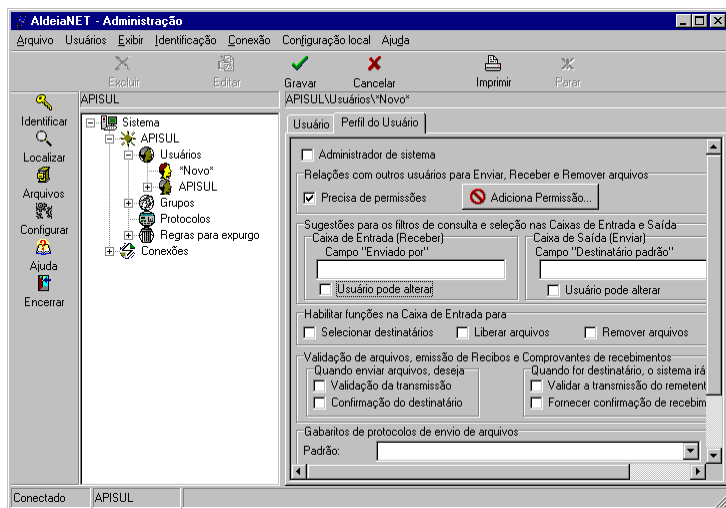 AldeiaNET - Administração
Arquivo Usuários Exibir Identificação Conexão Configuração local Ajuda
Excluir Editar Gravar Cancelar Imprimir Parar
APISUL APISUL\Usuários\*Novo*
Identificar
Localizar
Arquivos
Configurar
Ajuda
Encerrar
Sistema
APISUL
Usuários
*Novo*
APISUL
Grupos
Protocolos
Regras para expurgo
Conexões
Usuário Perfil do Usuário
Administrador de sistema
Relações com outros usuários para Enviar, Receber e Remover arquivos
Precisa de permissões Adiciona Permissão...
Sugestões para os filtros de consulta e seleção nas Caixas de Entrada e Saída
Caixa de Entrada (Receber) Caixa de Saída (Enviar)
Campo "Enviado por" Campo "Destinatário padrão"
Usuário pode alterar Usuário pode alterar
Habilitar funções na Caixa de Entrada para
Selecionar destinatários Liberar arquivos Remover arquivos
Validação de arquivos, emissão de Recibos e Comprovantes de recebimentos
Quando enviar arquivos, deseja Quando for destinatário, o sistema irá
Validação da transmissão Validar a transmissão do remetent
Confirmação do destinatário Fornecer confirmação de recebim
Gabaritos de protocolos de envio de arquivos
Padrão:
Conectado APISUL